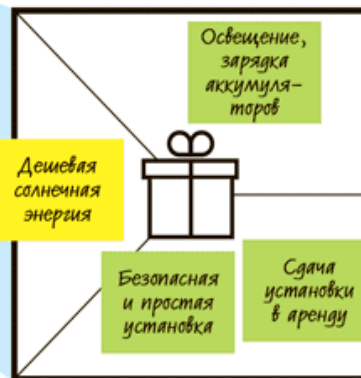 Освещение,
зарядка
аккумуля-
торов
Дешевая
солнечная
энергия
Безопасная
и простая
установка
Сдача
установки
в аренду